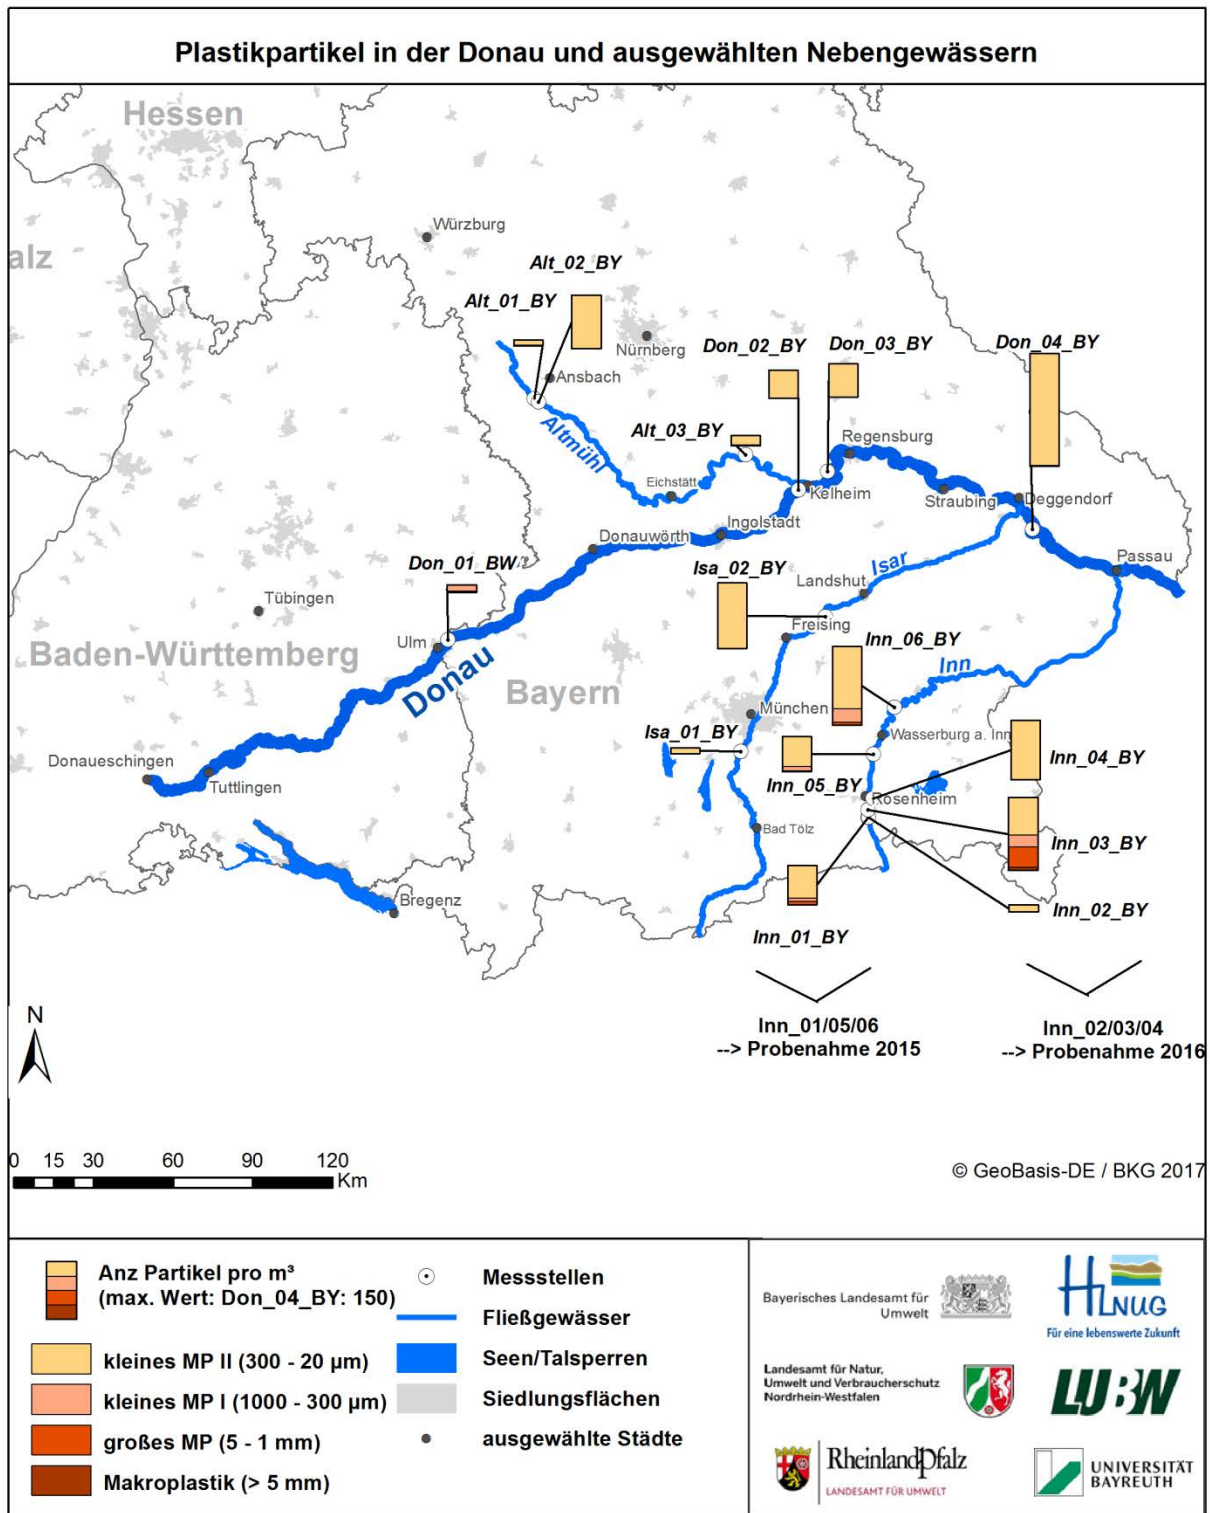 Plastikpartikel in der Donau und ausgewählten Nebengewässern
Hessen
Würzburg
alz
Alt_02_BY
Alt_01_BY
Nürnberg
Don_02_BY
Don_03_BY
Don_04_BY
Ansbach
Altmühl
Alt_03_BY
Regensburg
Eichstätt
Kelheim
Straubing
Deggendorf
Ingolstadt
Donauwörth
Don_01_BW
Isa_02_BY
Isar
Landshut
Passau
Tübingen
Ulm
Freising
Inn_06_BY
Inn
Baden-Württemberg
Donau
Bayern
München
Isa_01_BY
Wasserburg a. Inn
Inn_04_BY
Donaueschingen
Tuttlingen
Inn_05_BY
Rosenheim
Bad Tölz
Inn_03_BY
Bregenz
Inn_02_BY
Inn_01_BY
Inn_01/05/06
--> Probenahme 2015
Inn_02/03/04
--> Probenahme 2016
N
0 15 30 60 90 120
Km
© GeoBasis-DE / BKG 2017
Anz Partikel pro m³
(max. Wert: Don_04_BY: 150)
kleines MP II (300 - 20 µm)
kleines MP I (1000 - 300 µm)
großes MP (5 - 1 mm)
Makroplastik (> 5 mm)
Messstellen
Fließgewässer
Seen/Talsperren
Siedlungsflächen
ausgewählte Städte
Bayerisches Landesamt für
Umwelt
HLNUG
Für eine lebenswerte Zukunft
Landesamt für Natur,
Umwelt und Verbraucherschutz
Nordrhein-Westfalen
LUBW
RheinlandPfalz
LANDESAMT FÜR UMWELT
UNIVERSITÄT
BAYREUTH